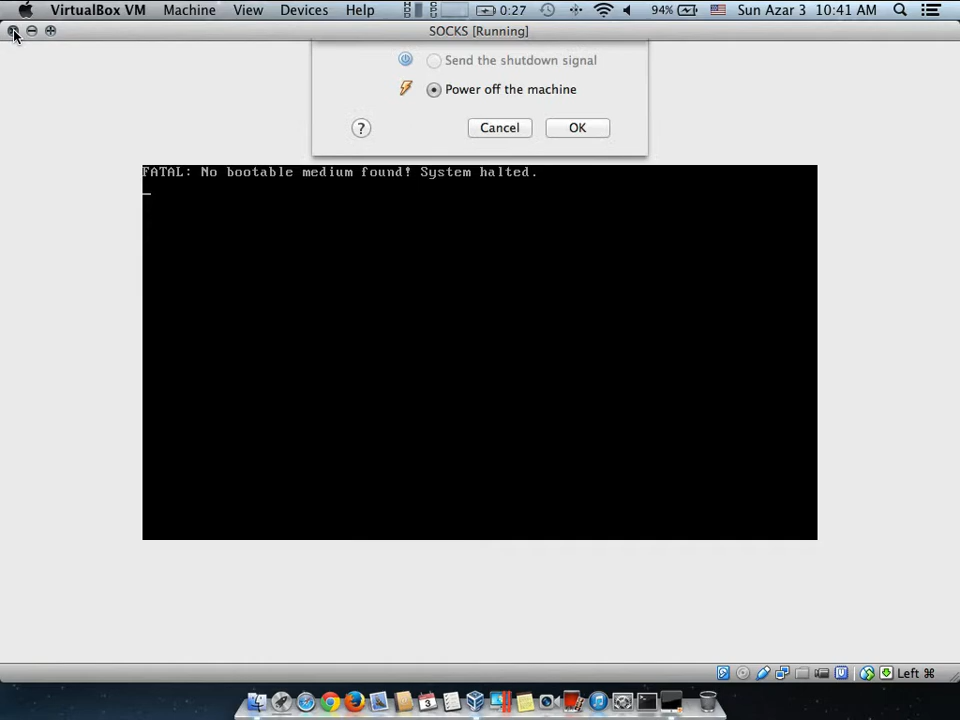 VirtualBox VM Machine View Devices Help 0:27 94% Sun Azar 3 10:41 AM
SOCKS [Running]
Send the shutdown signal
Power off the machine
? Cancel OK
FATAL: No bootable medium found! System halted.
Left ⌘